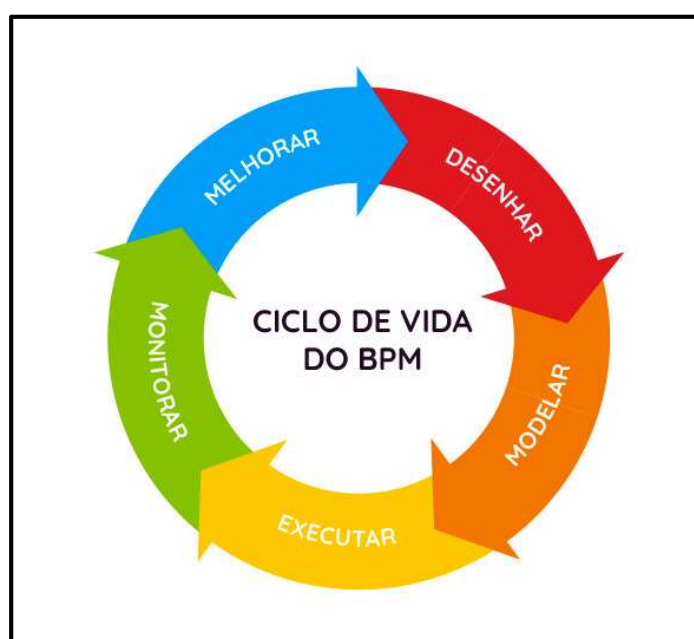 MELHORAR
DESENHAR
CICLO DE VIDA
DO BPM
MONITORAR
MODELAR
EXECUTAR